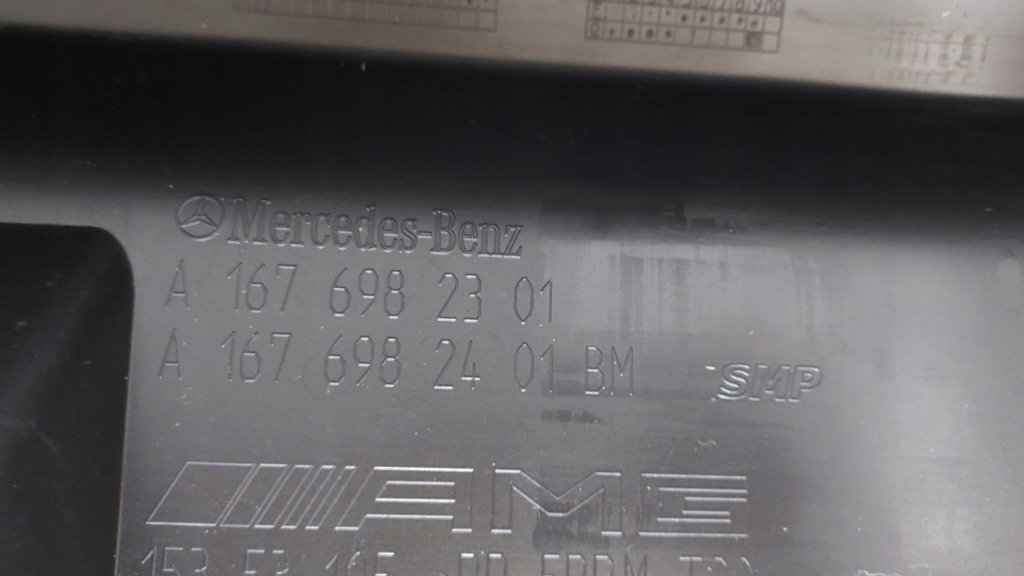 Mercedes-Benz
A 167 698 23 01
A 167 698 24 01 BM
SMP
AMG